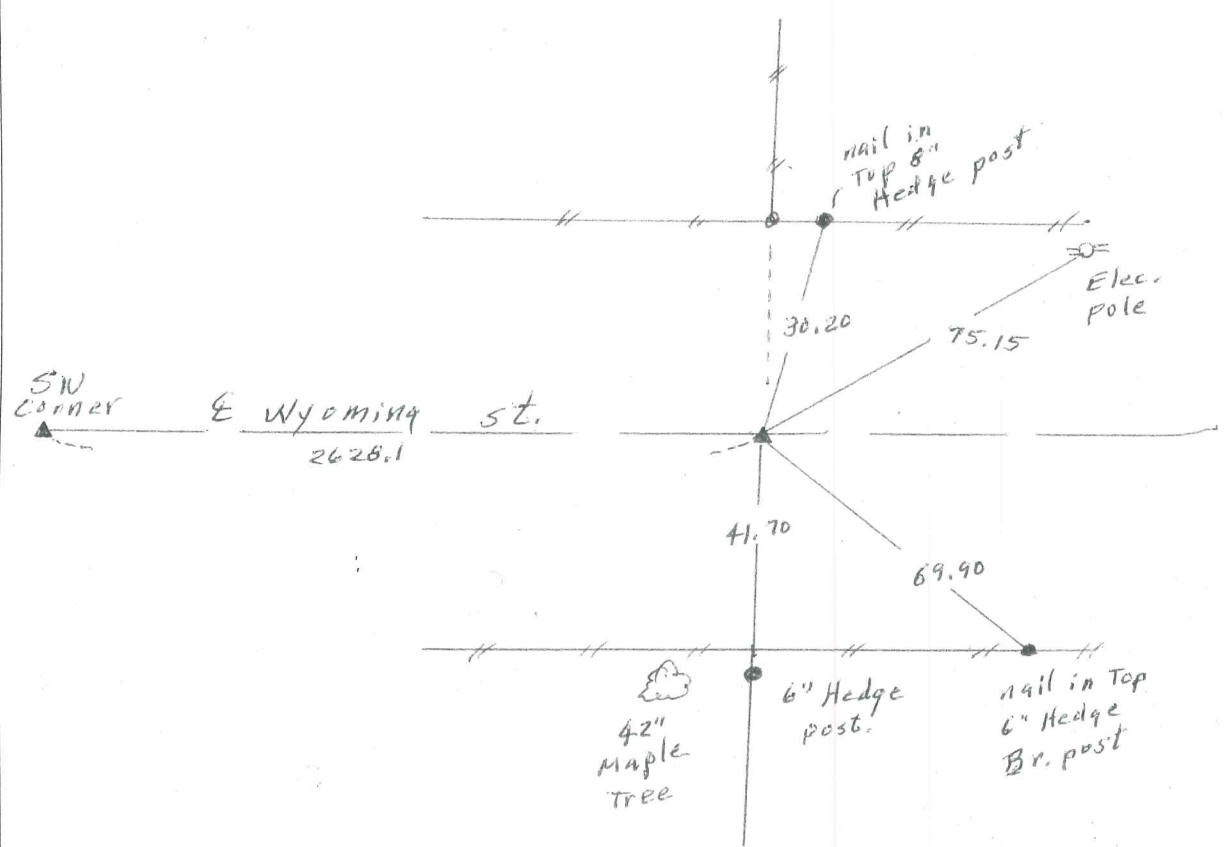 nail in
Top 8"
Hedge post
Elec.
pole
30.20
75.15
SW
Corner
℄ Wyoming st.
2628.1
41.70
69.90
6" Hedge
post.
42"
Maple
Tree
nail in Top
6" Hedge
Br. post